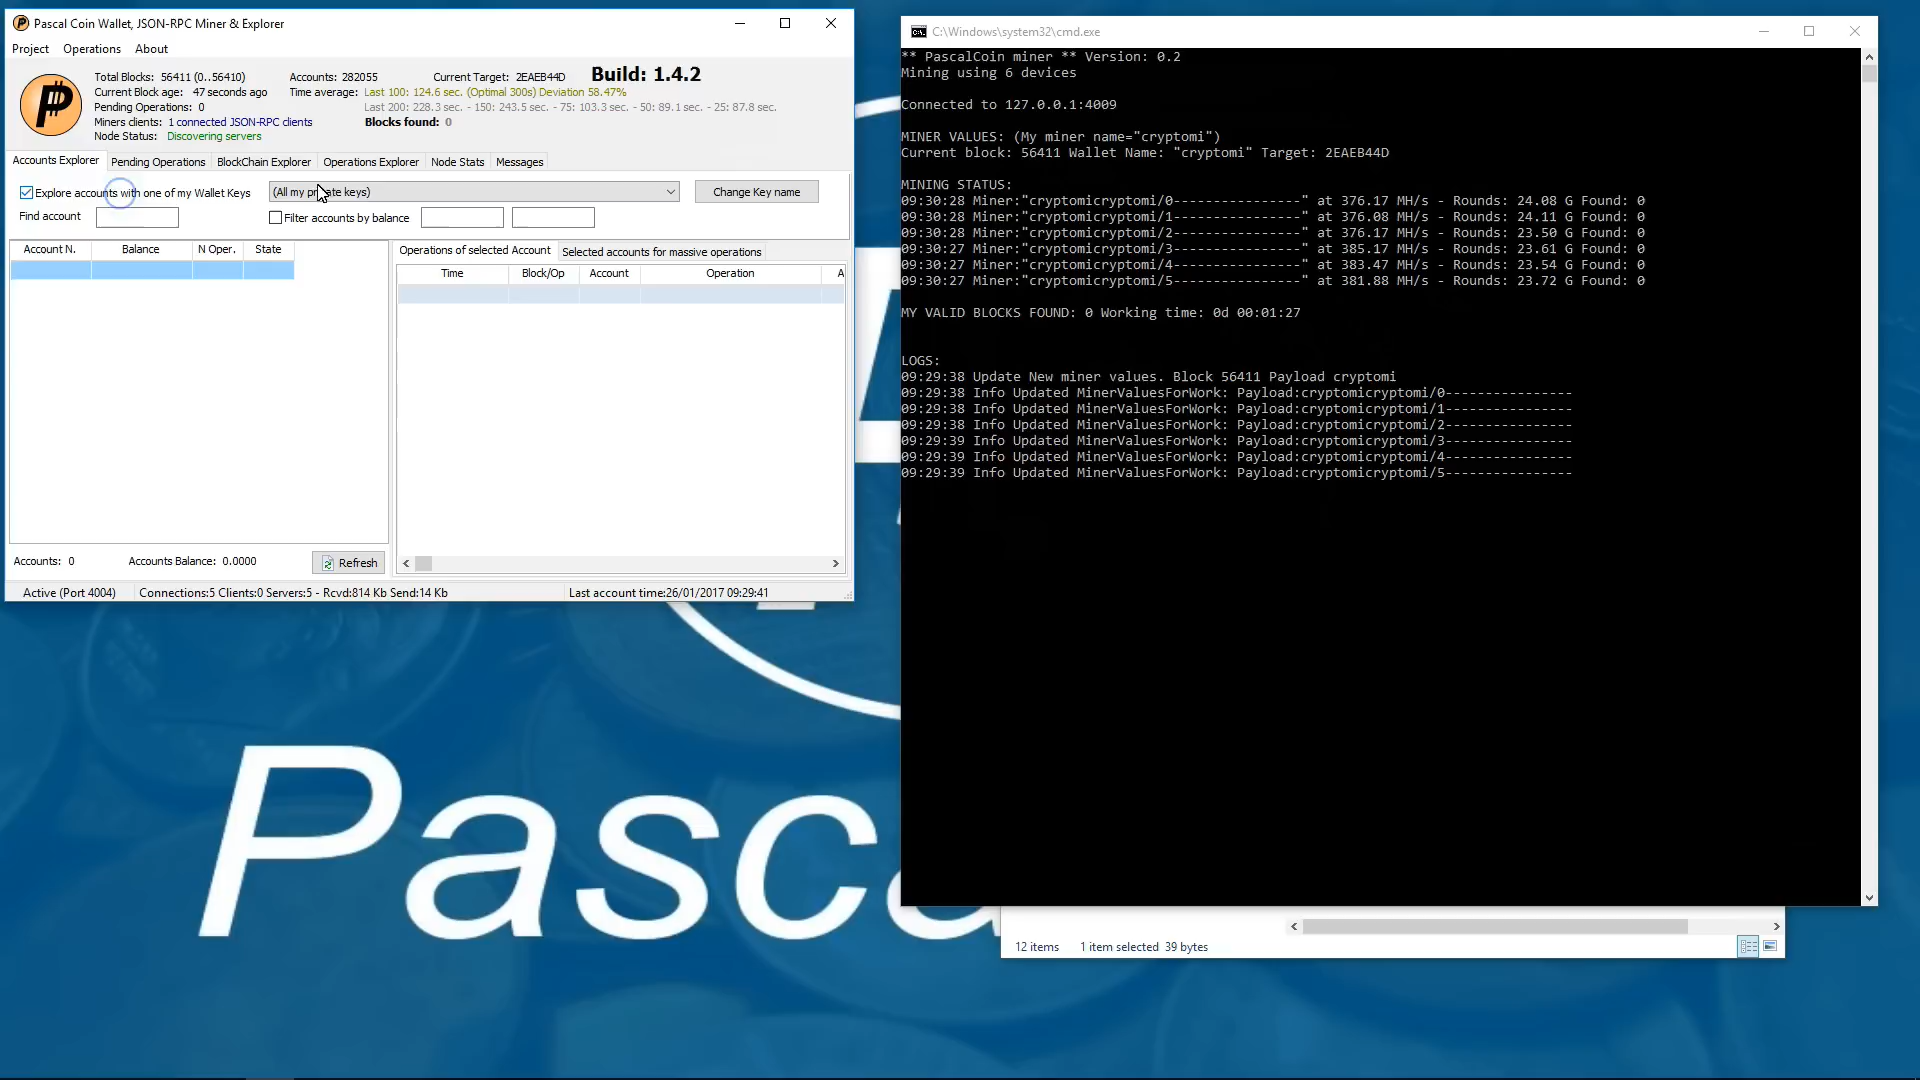 Pascal Coin Wallet, JSON-RPC Miner & Explorer
Project Operations About
Total Blocks: 56411 (0..56410) Accounts: 282055 Current Target: 2EAEB44D Build: 1.4.2
Current Block age: 47 seconds ago Time average: Last 100: 124.6 sec. (Optimal 300s) Deviation 58.47%
Pending Operations: 0 Last 200: 228.3 sec. - 150: 243.5 sec. - 75: 103.3 sec. - 50: 89.1 sec. - 25: 87.8 sec.
Miners clients: 1 connected JSON-RPC clients Blocks found: 0
Node Status: Discovering servers
Accounts Explorer Pending Operations BlockChain Explorer Operations Explorer Node Stats Messages
Explore accounts with one of my Wallet Keys (All my private keys) Change Key name
Find account Filter accounts by balance
Account N. Balance N Oper. State Operations of selected Account Selected accounts for massive operations
Time Block/Op Account Operation A
Accounts: 0 Accounts Balance: 0.0000 Refresh
Active (Port 4004) Connections:5 Clients:0 Servers:5 - Rcvd:814 Kb Send:14 Kb Last account time:26/01/2017 09:29:41
C:\Windows\system32\cmd.exe
** PascalCoin miner ** Version: 0.2
Mining using 6 devices
Connected to 127.0.0.1:4009
MINER VALUES: (My miner name="cryptomi")
Current block: 56411 Wallet Name: "cryptomi" Target: 2EAEB44D
MINING STATUS:
09:30:28 Miner:"cryptomicryptomi/0----------------" at 376.17 MH/s - Rounds: 24.08 G Found: 0
09:30:28 Miner:"cryptomicryptomi/1----------------" at 376.08 MH/s - Rounds: 24.11 G Found: 0
09:30:28 Miner:"cryptomicryptomi/2----------------" at 376.17 MH/s - Rounds: 23.50 G Found: 0
09:30:28 Miner:"cryptomicryptomi/3----------------" at 385.17 MH/s - Rounds: 23.61 G Found: 0
09:30:27 Miner:"cryptomicryptomi/4----------------" at 383.47 MH/s - Rounds: 23.54 G Found: 0
09:30:27 Miner:"cryptomicryptomi/5----------------" at 381.88 MH/s - Rounds: 23.72 G Found: 0
MY VALID BLOCKS FOUND: 0 Working time: 0d 00:01:27
LOGS:
09:29:38 Update New miner values. Block 56411 Payload cryptomi
09:29:38 Info Updated MinerValuesForWork: Payload:cryptomicryptomi/0----------------
09:29:38 Info Updated MinerValuesForWork: Payload:cryptomicryptomi/1----------------
09:29:38 Info Updated MinerValuesForWork: Payload:cryptomicryptomi/2----------------
09:29:39 Info Updated MinerValuesForWork: Payload:cryptomicryptomi/3----------------
09:29:39 Info Updated MinerValuesForWork: Payload:cryptomicryptomi/4----------------
09:29:39 Info Updated MinerValuesForWork: Payload:cryptomicryptomi/5----------------
Pasc
12 items 1 item selected 39 bytes